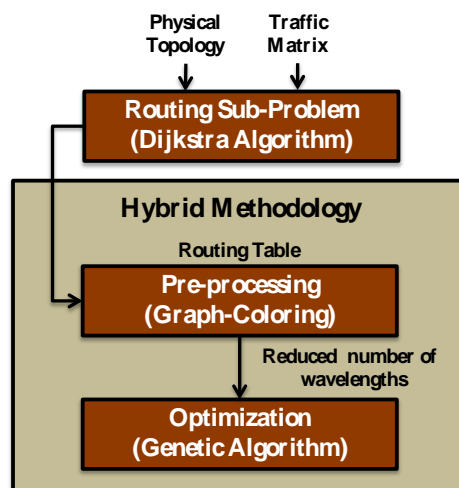 Physical Topology
Traffic Matrix
Routing Sub-Problem
(Dijkstra Algorithm)
Hybrid Methodology
Routing Table
Pre-processing
(Graph-Coloring)
Reduced number of
wavelengths
Optimization
(Genetic Algorithm)